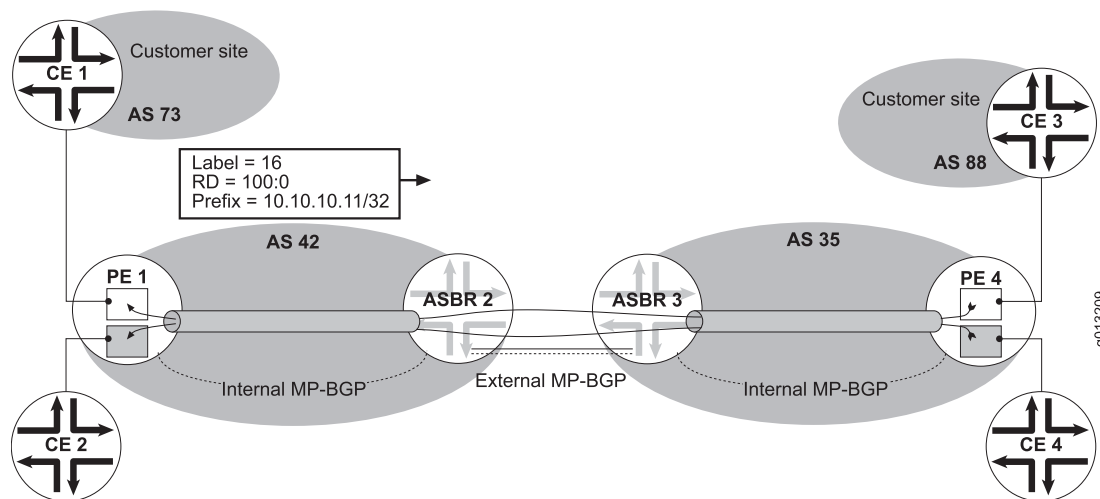 Customer site
CE 1
AS 73
Customer site
CE 3
AS 88
Label = 16
RD = 100:0
Prefix = 10.10.10.11/32
AS 42
AS 35
PE 1
ASBR 2
ASBR 3
PE 4
g013209
Internal MP-BGP
External MP-BGP
Internal MP-BGP
CE 2
CE 4